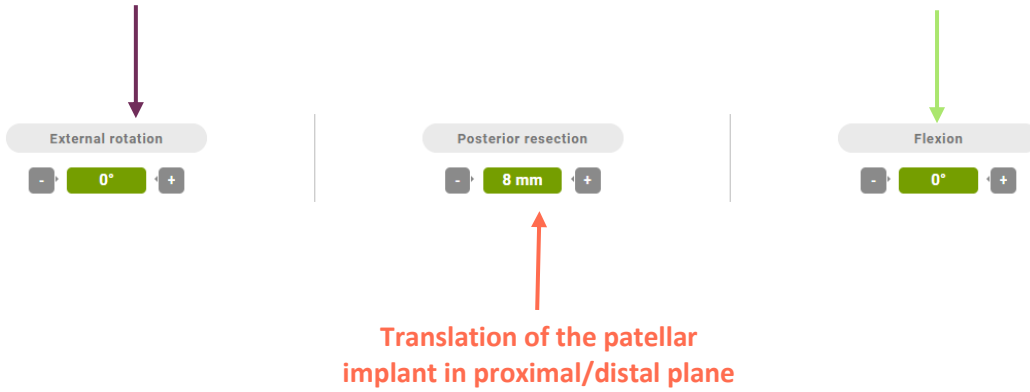 External rotation
Posterior resection
Flexion
- 0° +
- 8 mm +
- 0° +
Translation of the patellar
implant in proximal/distal plane